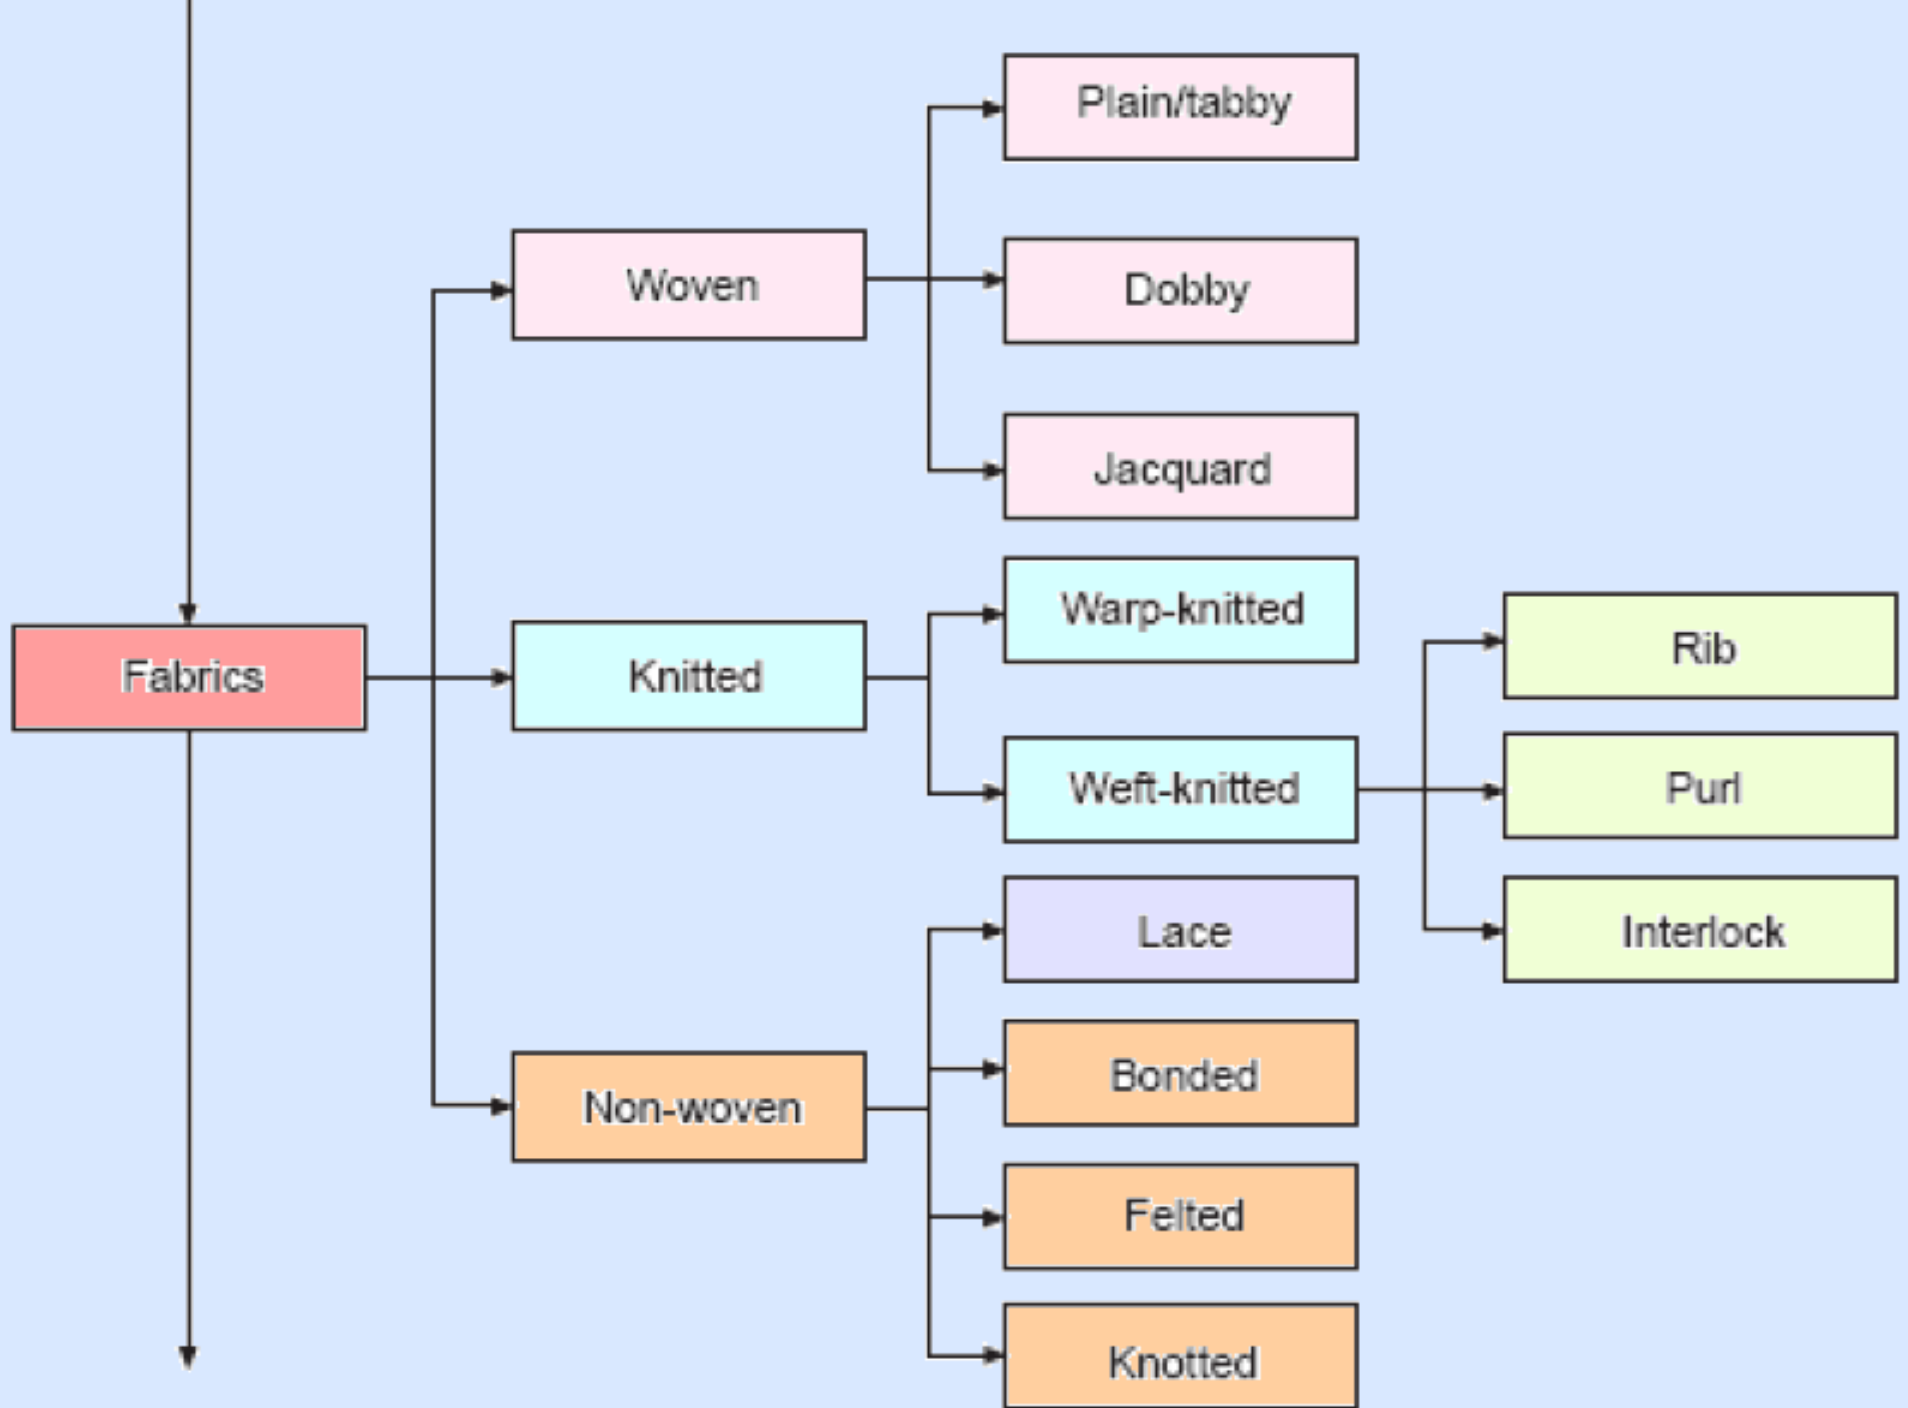 Plain/tabby
Woven
Dobby
Jacquard
Warp-knitted
Fabrics
Knitted
Rib
Weft-knitted
Purl
Lace
Interlock
Bonded
Non-woven
Felted
Knotted